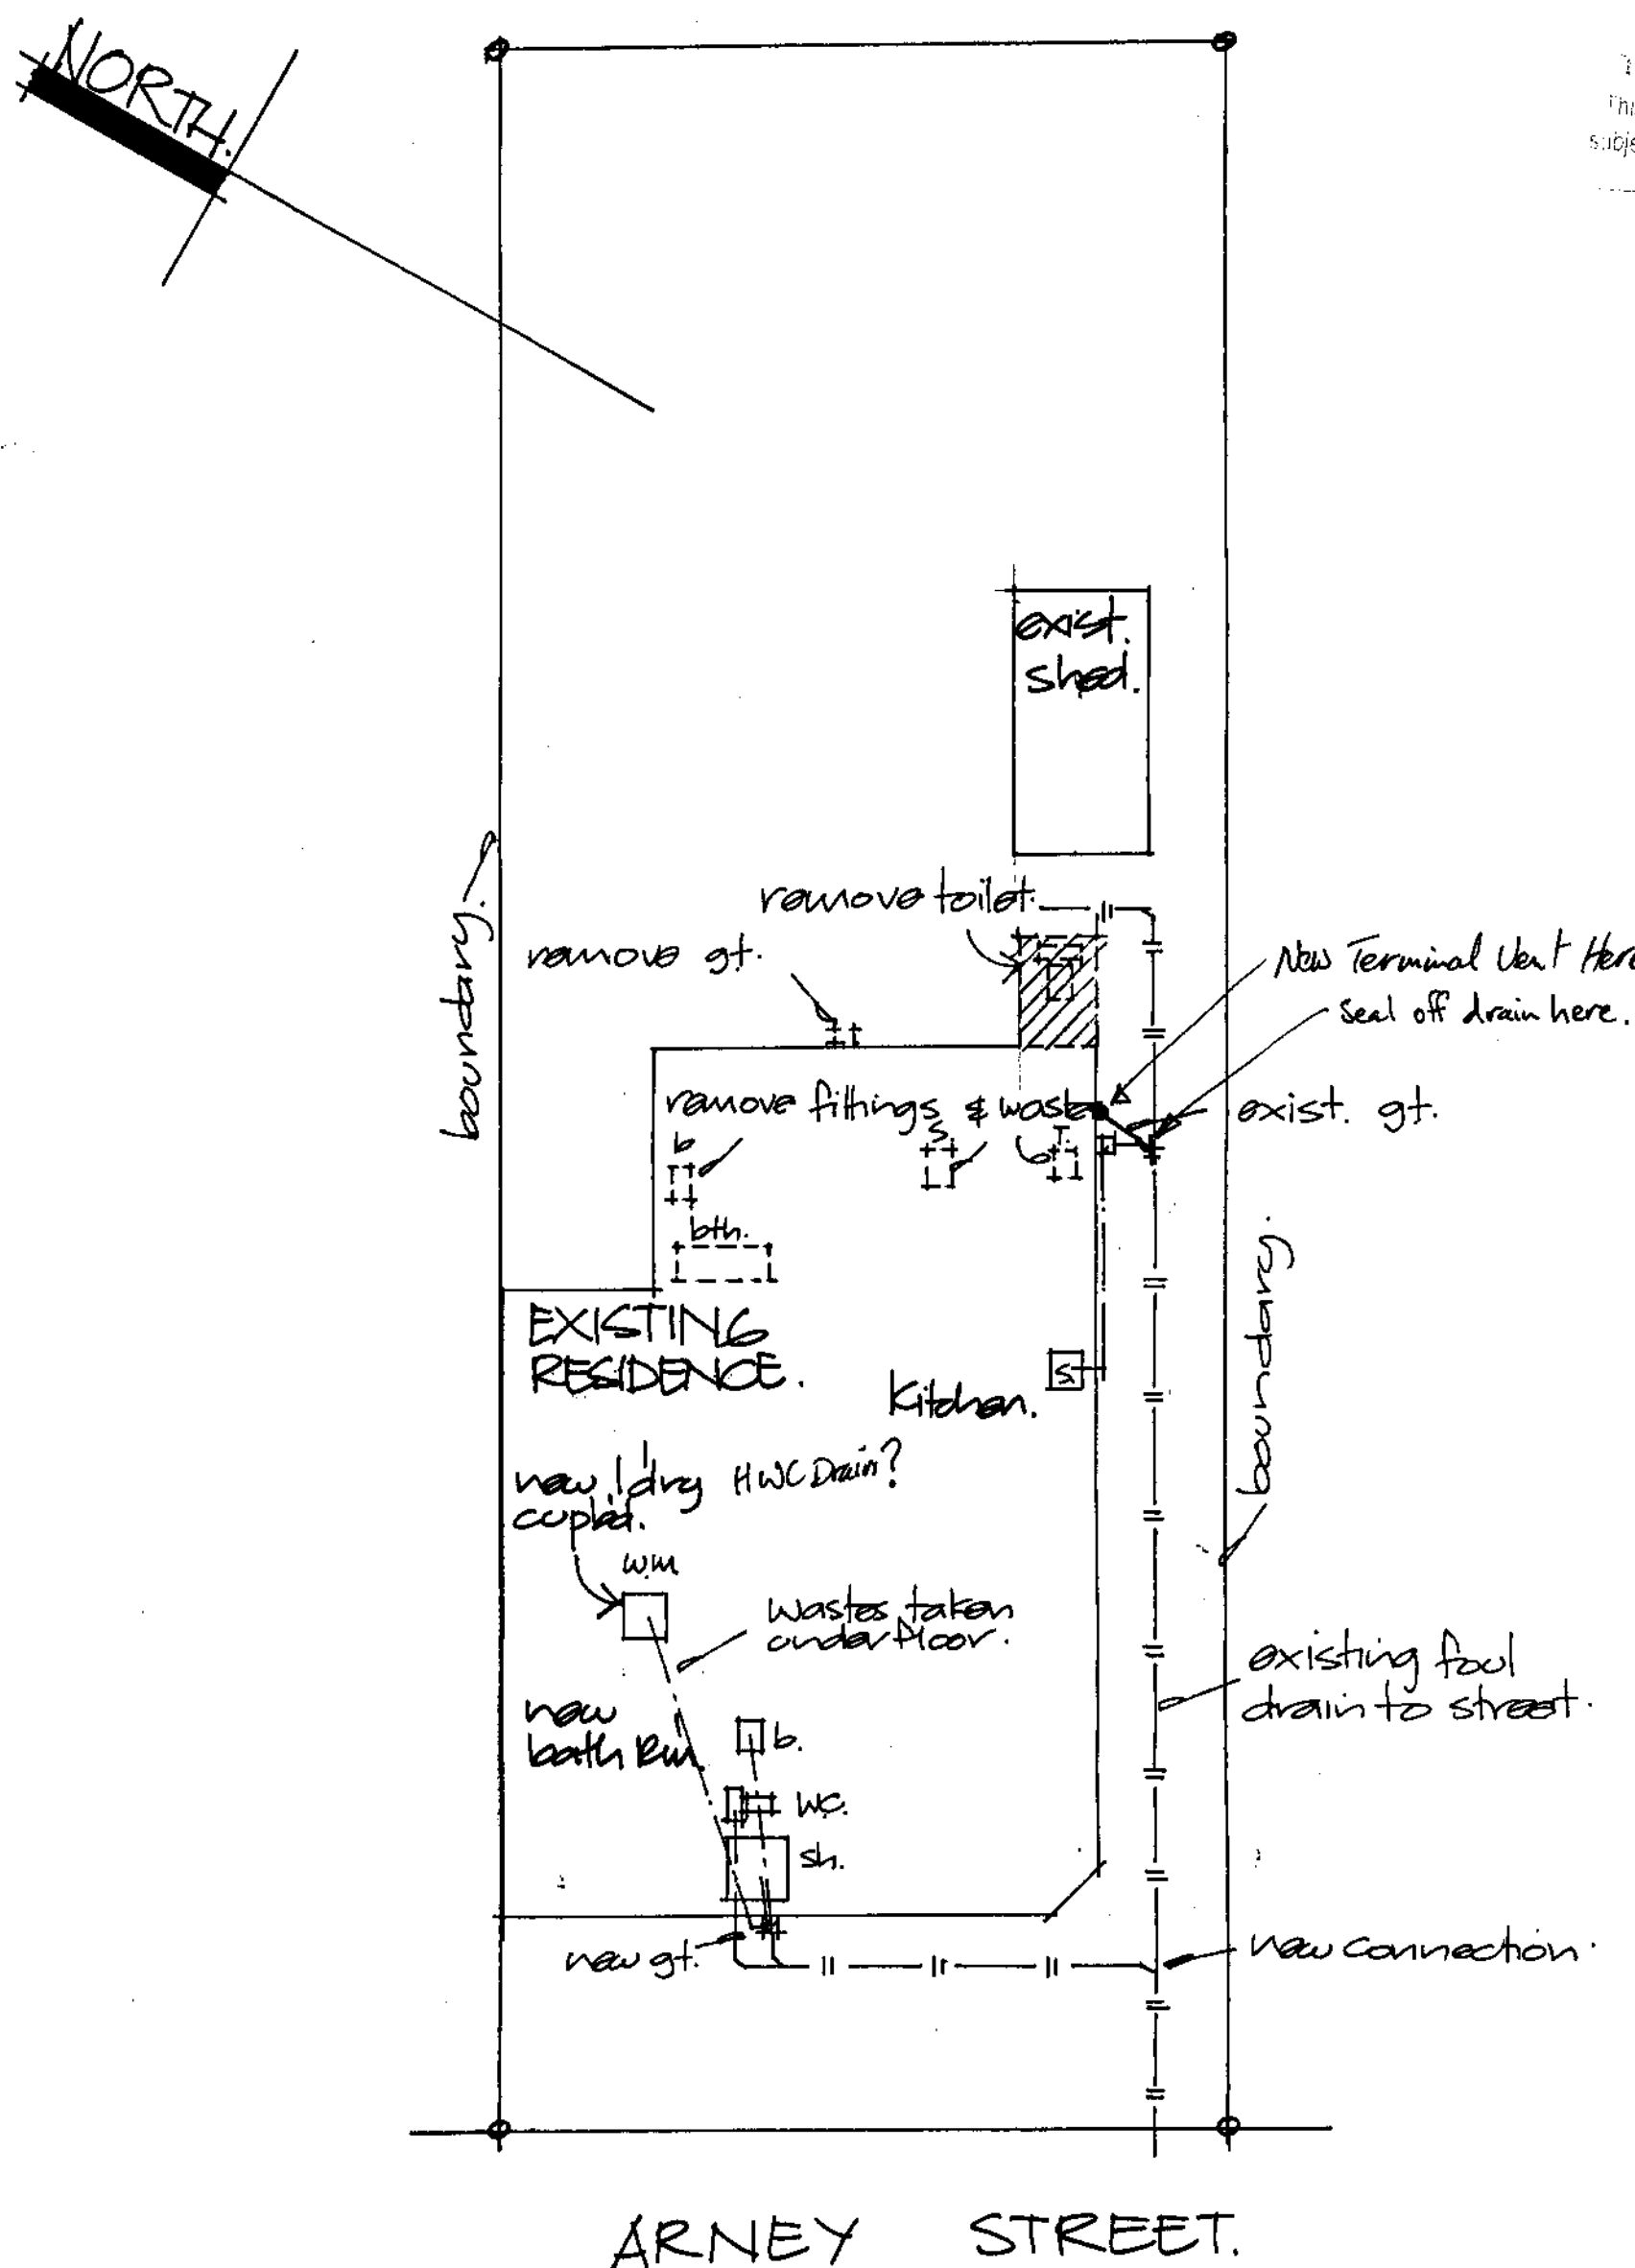 NORTH.
exist.
shed.
remove toilet.
remove gt.
boundary.
New Terminal Vent Here
Seal off drain here.
remove fittings & waste
exist. gt.
b
S
T.
bth.
EXISTING
RESIDENCE.
S
Kitchen.
boundary.
new l'dry HWC Drain?
cupb'd.
w.m
wastes taken
under floor.
existing foul
drain to street.
new
bath Rm.
b.
WC.
sh.
new gt.
new connection.
ARNEY STREET.